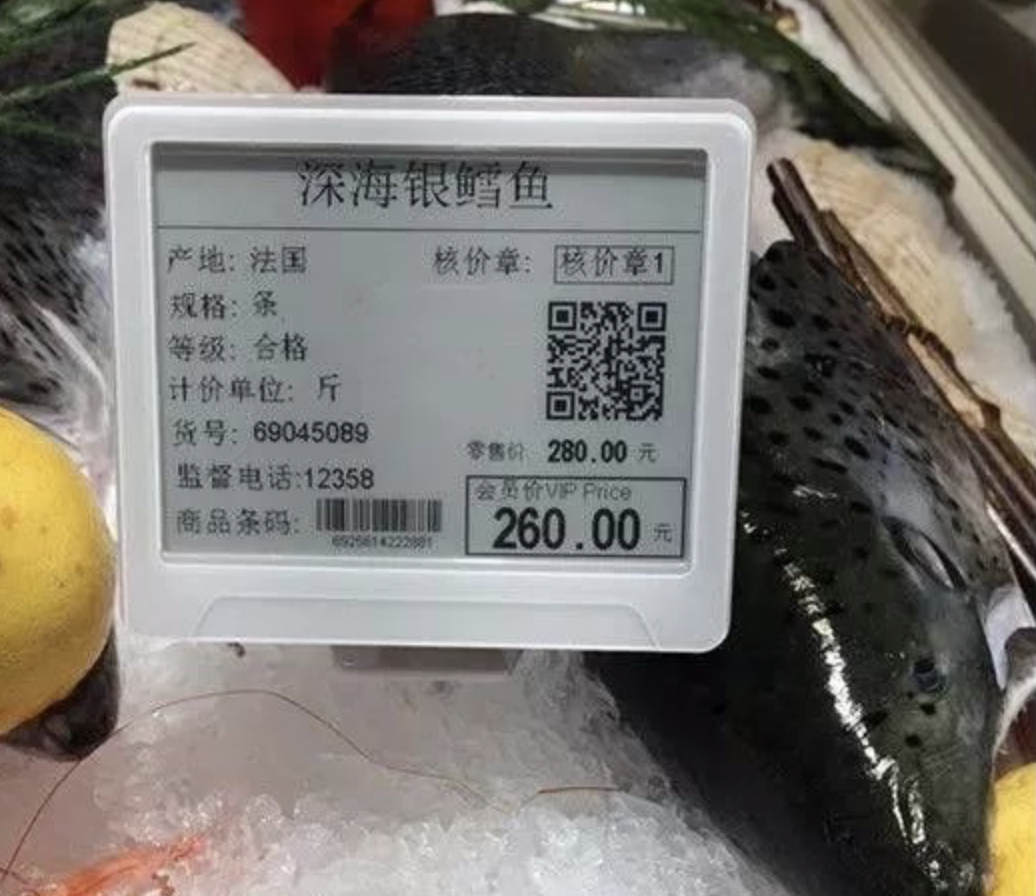 深海银鳕鱼
产地: 法国 核价章: 核价章1
规格: 条
等级: 合格
计价单位: 斤
货号: 69045089
零售价 280.00 元
监督电话:12358
会员价VIP Price
260.00 元
商品条码: